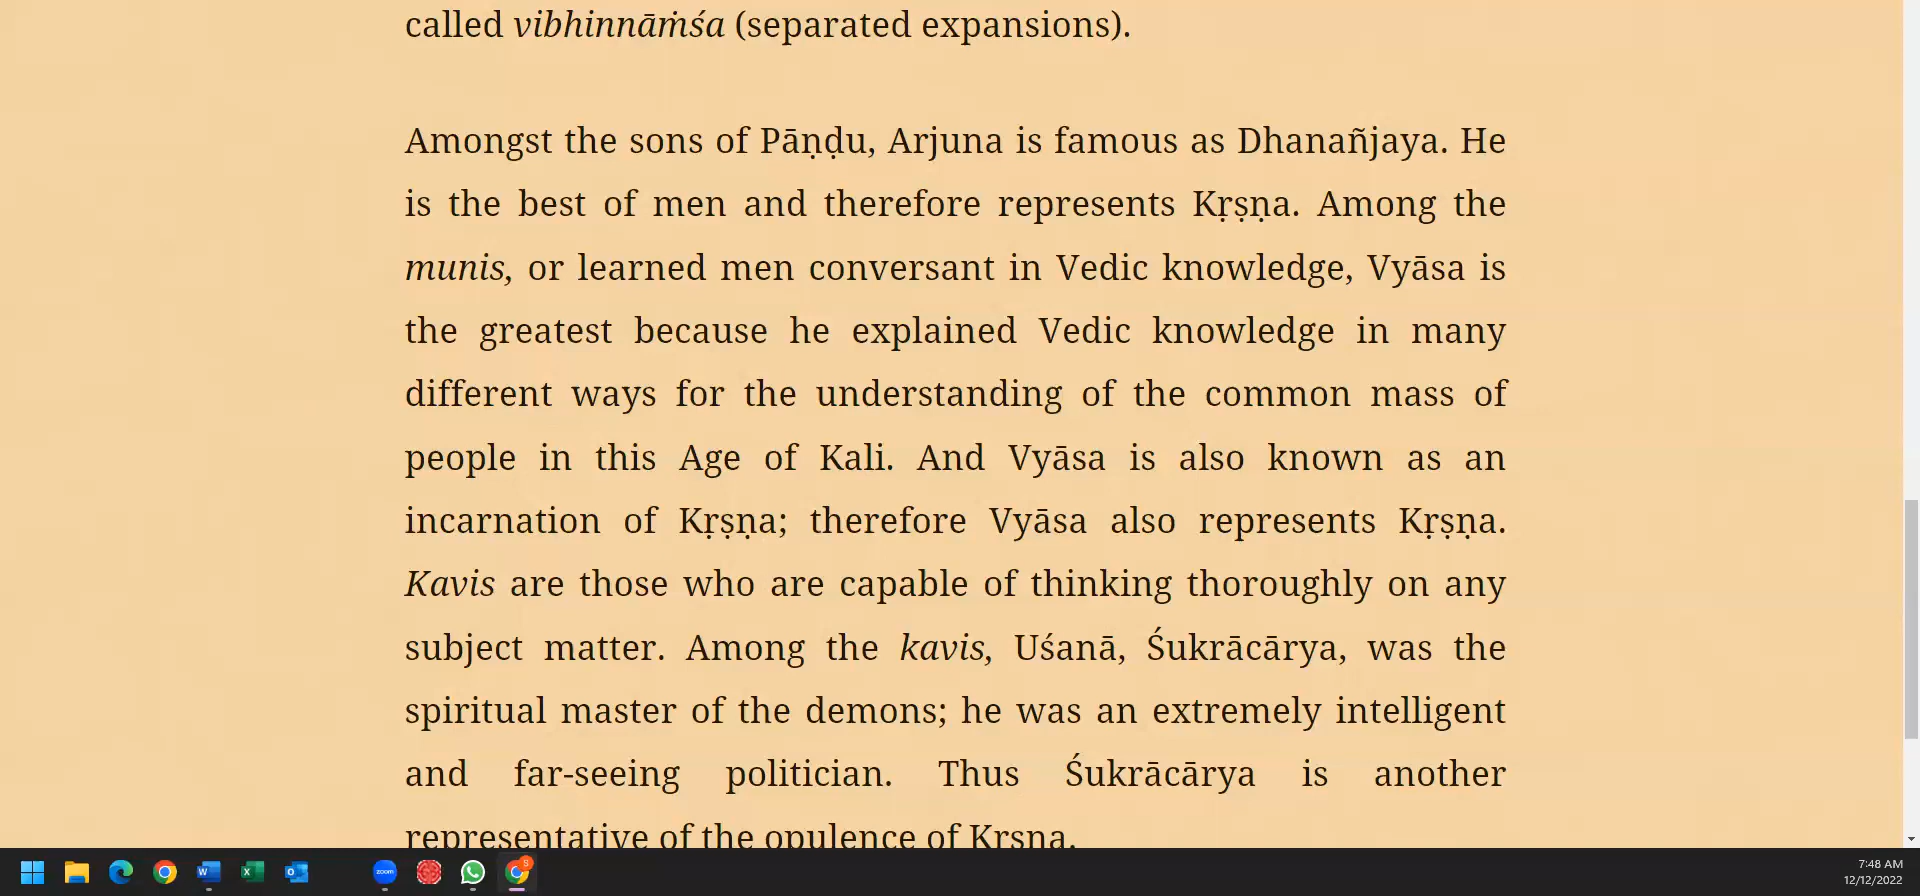 called vibhinnāṁśa (separated expansions).
Amongst the sons of Pāṇḍu, Arjuna is famous as Dhanañjaya. He
is the best of men and therefore represents Kṛṣṇa. Among the
munis, or learned men conversant in Vedic knowledge, Vyāsa is
the greatest because he explained Vedic knowledge in many
different ways for the understanding of the common mass of
people in this Age of Kali. And Vyāsa is also known as an
incarnation of Kṛṣṇa; therefore Vyāsa also represents Kṛṣṇa.
Kavis are those who are capable of thinking thoroughly on any
subject matter. Among the kavis, Uśanā, Śukrācārya, was the
spiritual master of the demons; he was an extremely intelligent
and far-seeing politician. Thus Śukrācārya is another
representative of the opulence of Kṛṣṇa.
zoom
7:48 AM
12/12/2022